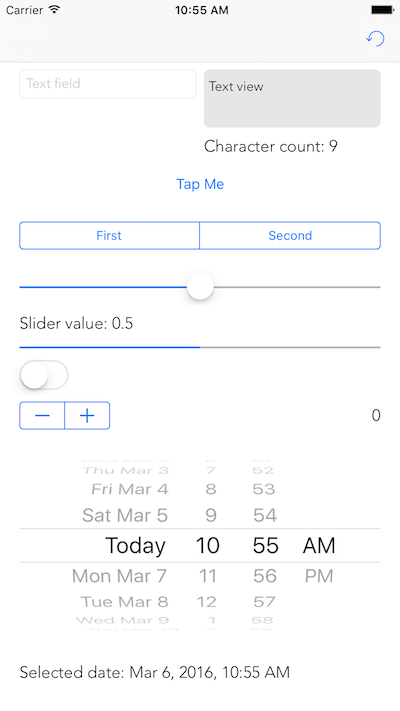 Carrier 10:55 AM
Text field
Text view
Character count: 9
Tap Me
First Second
Slider value: 0.5
0
Thu Mar 3 7 52
Fri Mar 4 8 53
Sat Mar 5 9 54
Today 10 55 AM
Mon Mar 7 11 56 PM
Tue Mar 8 12 57
Wed Mar 9 1 58
Selected date: Mar 6, 2016, 10:55 AM